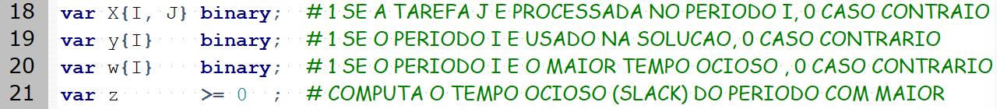 18 var X{I, J} binary; # 1 SE A TAREFA J E PROCESSADA NO PERIODO I, 0 CASO CONTRAIO
19 var y{I} binary; # 1 SE O PERIODO I E USADO NA SOLUCAO, 0 CASO CONTRARIO
20 var w{I} binary; # 1 SE O PERIODO I E O MAIOR TEMPO OCIOSO , 0 CASO CONTRARIO
21 var z >= 0 ; # COMPUTA O TEMPO OCIOSO (SLACK) DO PERIODO COM MAIOR